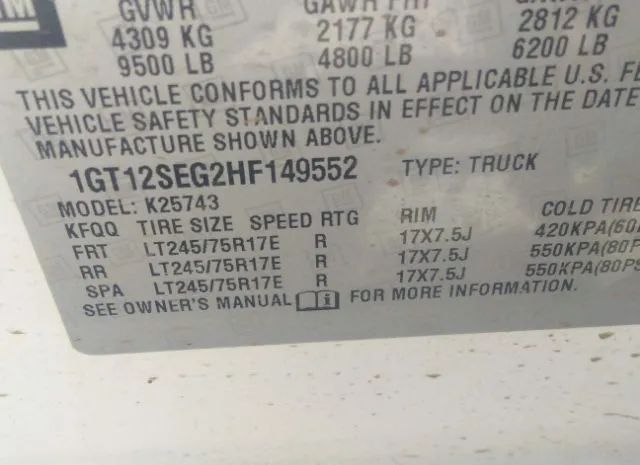 GM
GVWR GAWR FRT
4309 KG 2177 KG 2812 KG
9500 LB 4800 LB 6200 LB
THIS VEHICLE CONFORMS TO ALL APPLICABLE U.S. FE
VEHICLE SAFETY STANDARDS IN EFFECT ON THE DATE
MANUFACTURE SHOWN ABOVE.
1GT12SEG2HF149552 TYPE: TRUCK
MODEL: K25743
KFQQ TIRE SIZE SPEED RTG RIM COLD TIRE
FRT LT245/75R17E R 17X7.5J 420KPA(60
RR LT245/75R17E R 17X7.5J 550KPA(80P
SPA LT245/75R17E R 17X7.5J 550KPA(80PS
SEE OWNER'S MANUAL i FOR MORE INFORMATION.